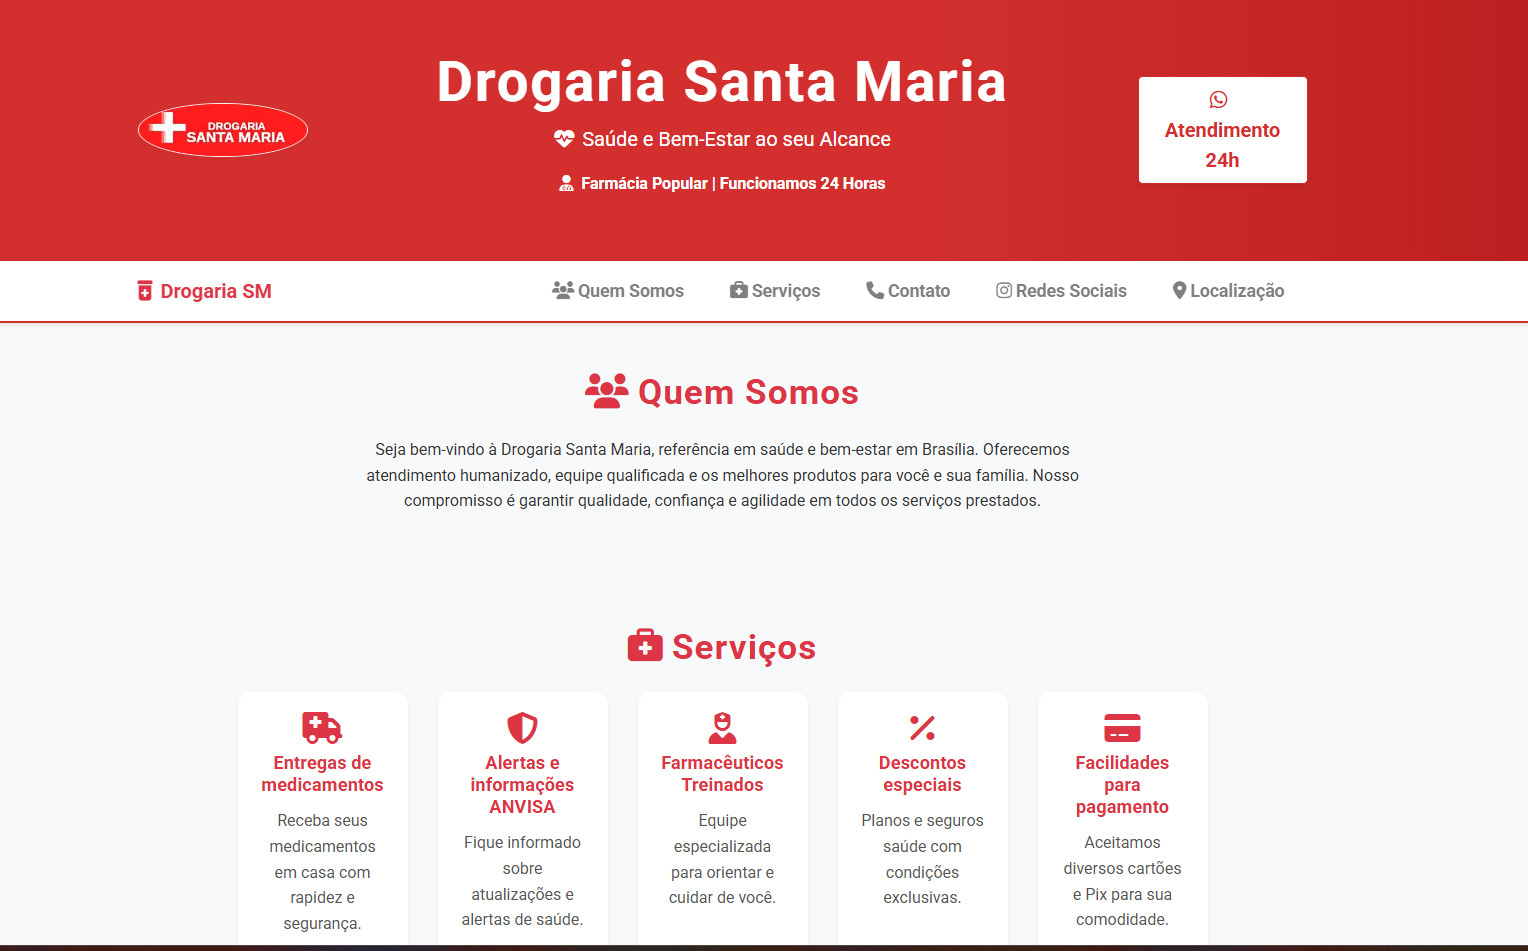 DROGARIA
SANTA MARIA
Drogaria Santa Maria
Saúde e Bem-Estar ao seu Alcance
Farmácia Popular | Funcionamos 24 Horas
Atendimento
24h
Drogaria SM
Quem Somos
Serviços
Contato
Redes Sociais
Localização
Quem Somos
Seja bem-vindo à Drogaria Santa Maria, referência em saúde e bem-estar em Brasília. Oferecemos
atendimento humanizado, equipe qualificada e os melhores produtos para você e sua família. Nosso
compromisso é garantir qualidade, confiança e agilidade em todos os serviços prestados.
Serviços
Entregas de
medicamentos
Receba seus
medicamentos
em casa com
rapidez e
segurança.
Alertas e
informações
ANVISA
Fique informado
sobre
atualizações e
alertas de saúde.
Farmacêuticos
Treinados
Equipe
especializada
para orientar e
cuidar de você.
Descontos
especiais
Planos e seguros
saúde com
condições
exclusivas.
Facilidades
para
pagamento
Aceitamos
diversos cartões
e Pix para sua
comodidade.